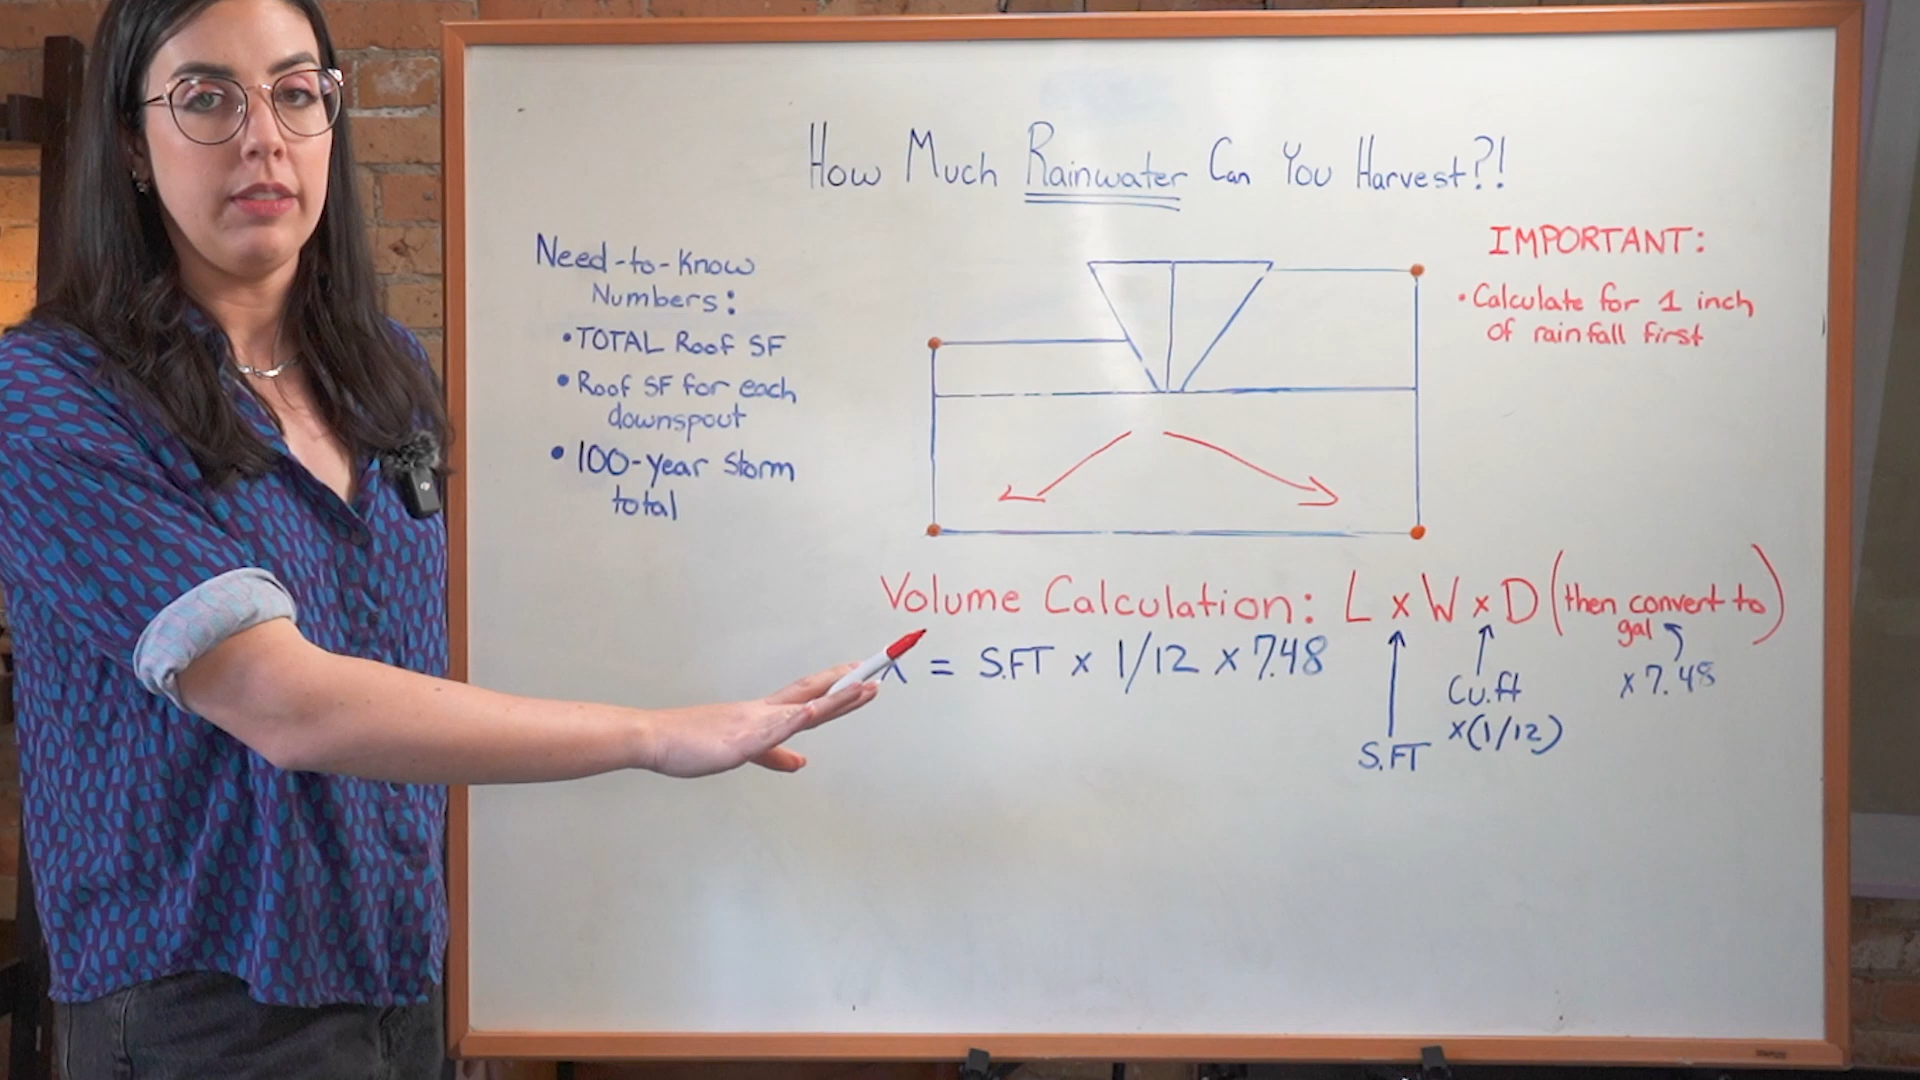 How Much Rainwater Can You Harvest?!
Need-to-Know
Numbers:
• TOTAL Roof SF
• Roof SF for each
downspout
• 100-year storm
total
IMPORTANT:
• Calculate for 1 inch
of rainfall first
Volume Calculation: L x W x D (then convert to
gal)
X = S.FT x 1/12 x 7.48
S.FT
Cu.ft
x(1/12)
x 7.48